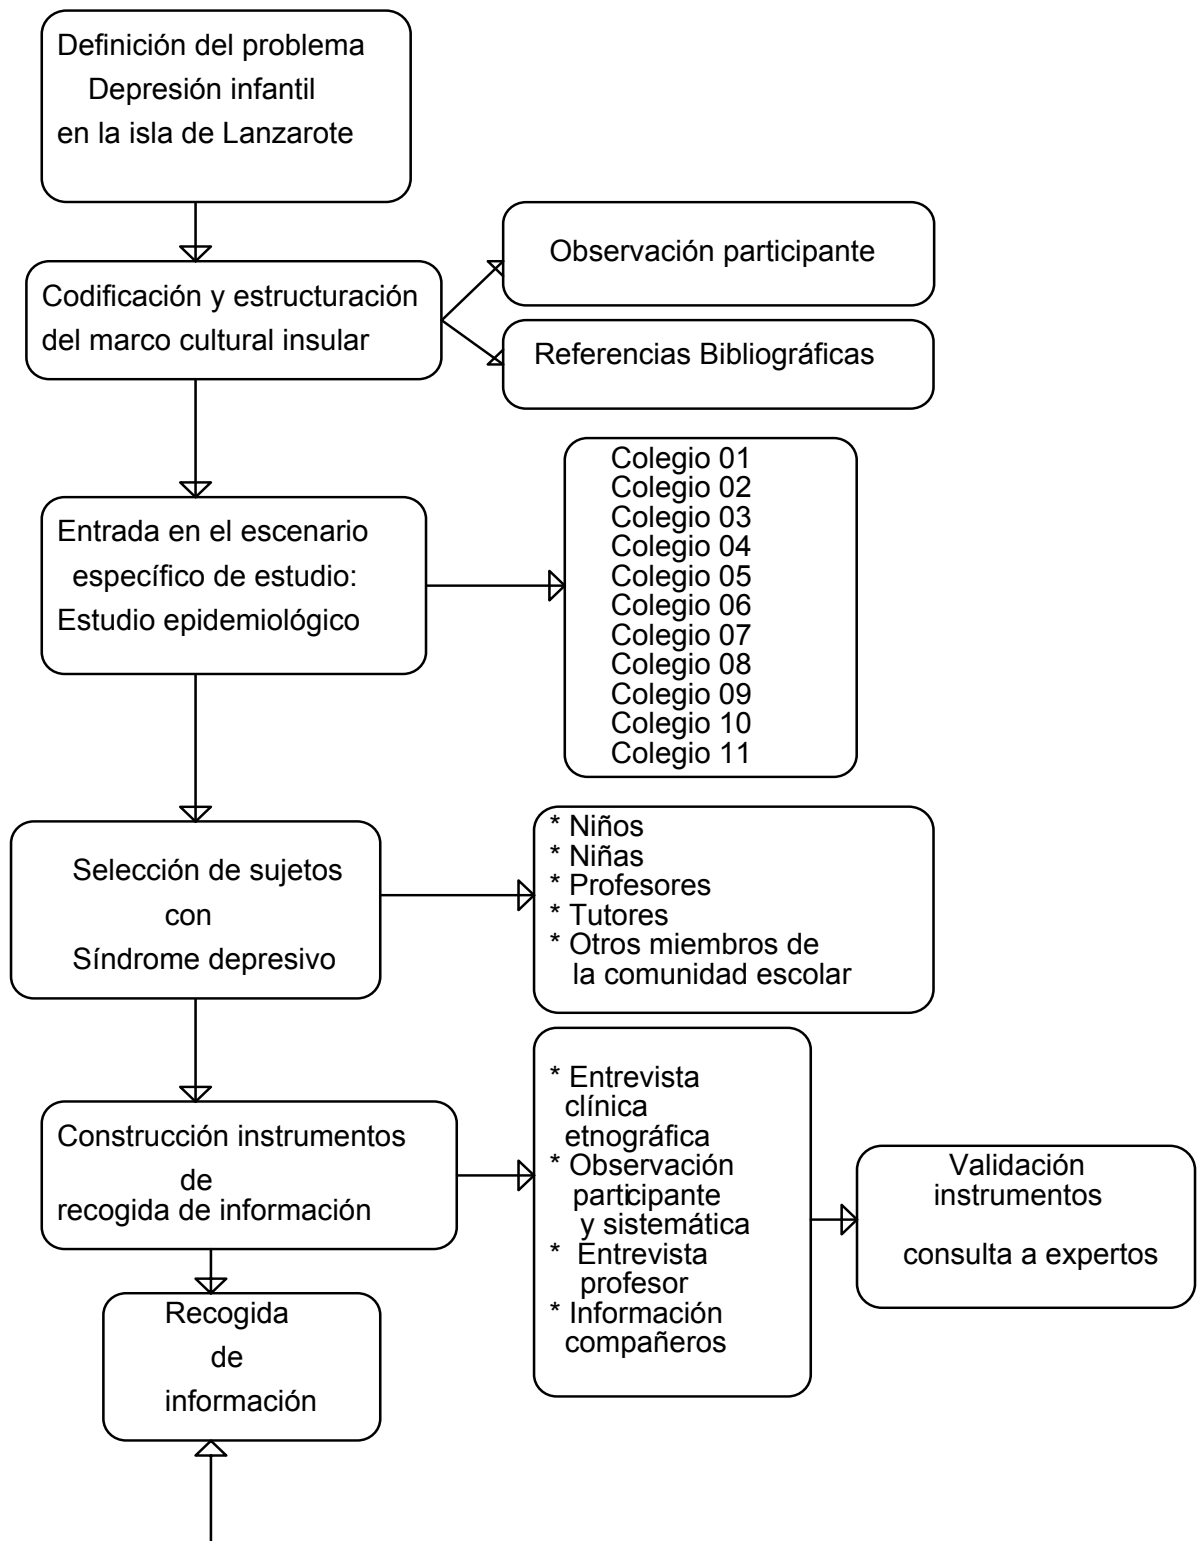 Definición del problema
Depresión infantil
en la isla de Lanzarote
Codificación y estructuración
del marco cultural insular
Observación participante
Referencias Bibliográficas
Entrada en el escenario
específico de estudio:
Estudio epidemiológico
Colegio 01
Colegio 02
Colegio 03
Colegio 04
Colegio 05
Colegio 06
Colegio 07
Colegio 08
Colegio 09
Colegio 10
Colegio 11
Selección de sujetos
con
Síndrome depresivo
* Niños
* Niñas
* Profesores
* Tutores
* Otros miembros de
la comunidad escolar
Construcción instrumentos
de
recogida de información
* Entrevista
clínica
etnográfica
* Observación
participante
y sistemática
* Entrevista
profesor
* Información
compañeros
Validación
instrumentos
consulta a expertos
Recogida
de
información